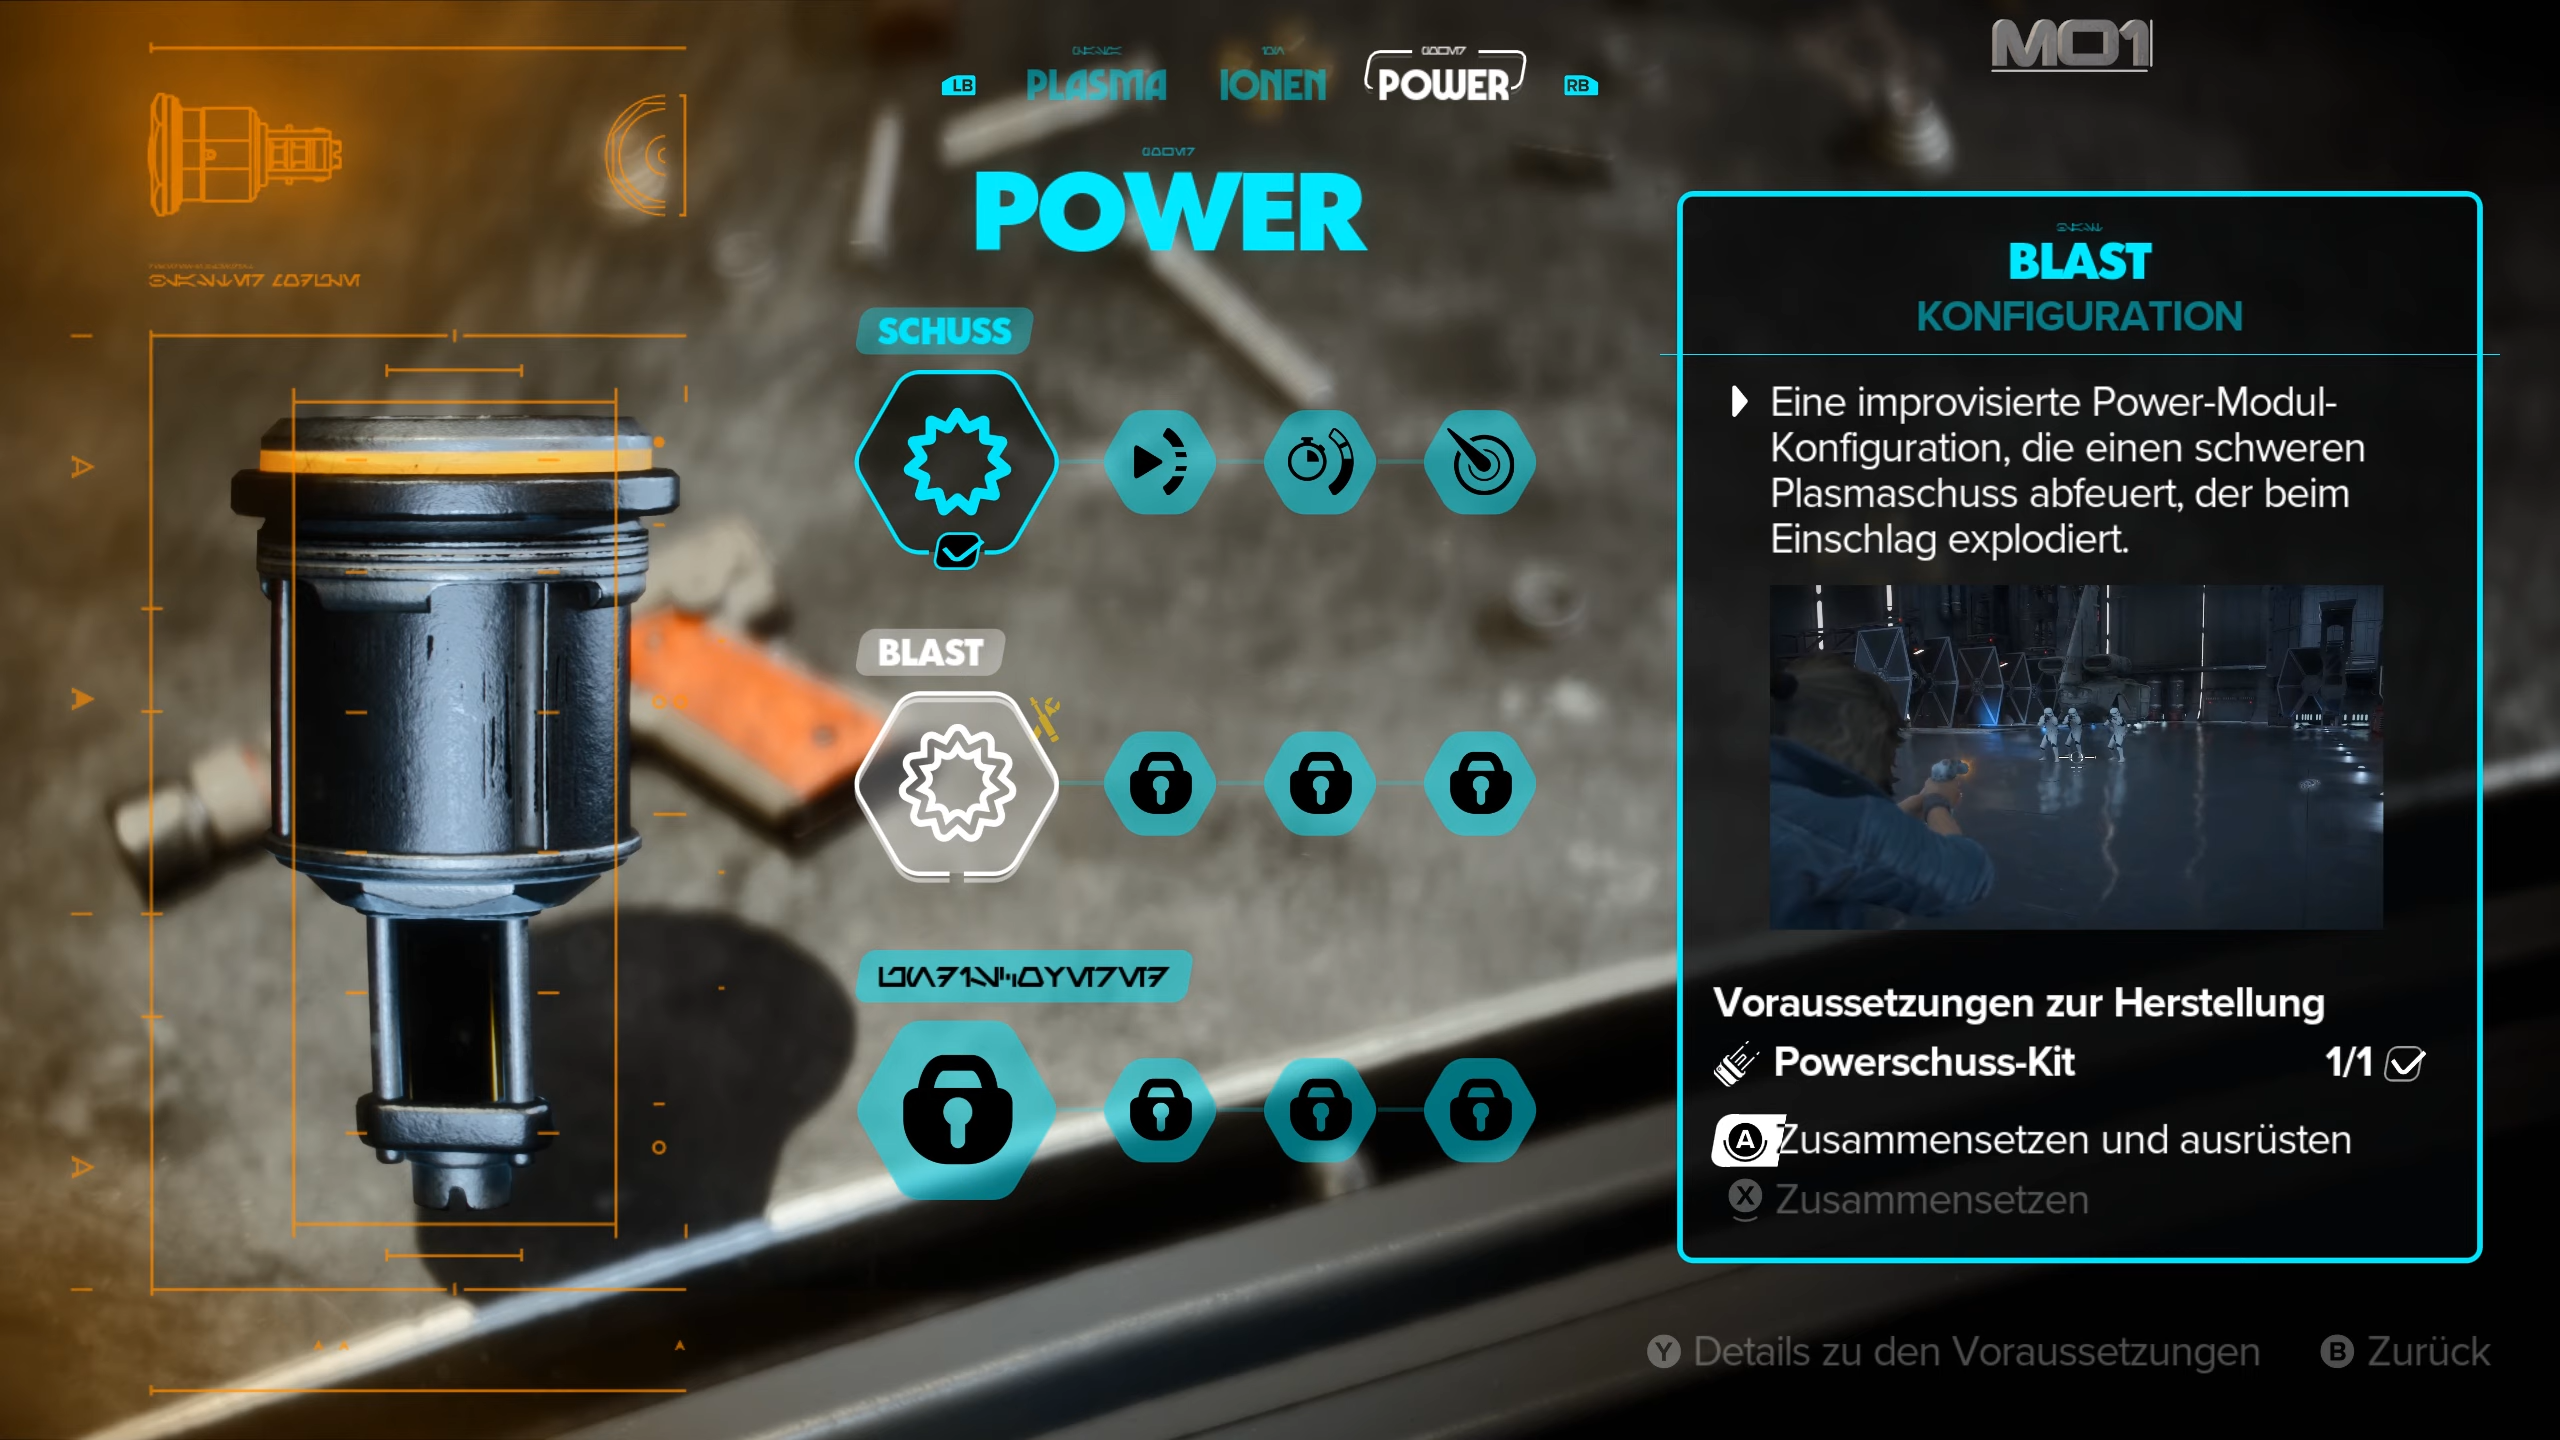 MO1
LB PLASMA IONEN POWER RB
POWER
SCHUSS
BLAST
BLAST
KONFIGURATION
Eine improvisierte Power-Modul-
Konfiguration, die einen schweren
Plasmaschuss abfeuert, der beim
Einschlag explodiert.
Voraussetzungen zur Herstellung
Powerschuss-Kit 1/1
A Zusammensetzen und ausrüsten
X Zusammensetzen
Y Details zu den Voraussetzungen B Zurück